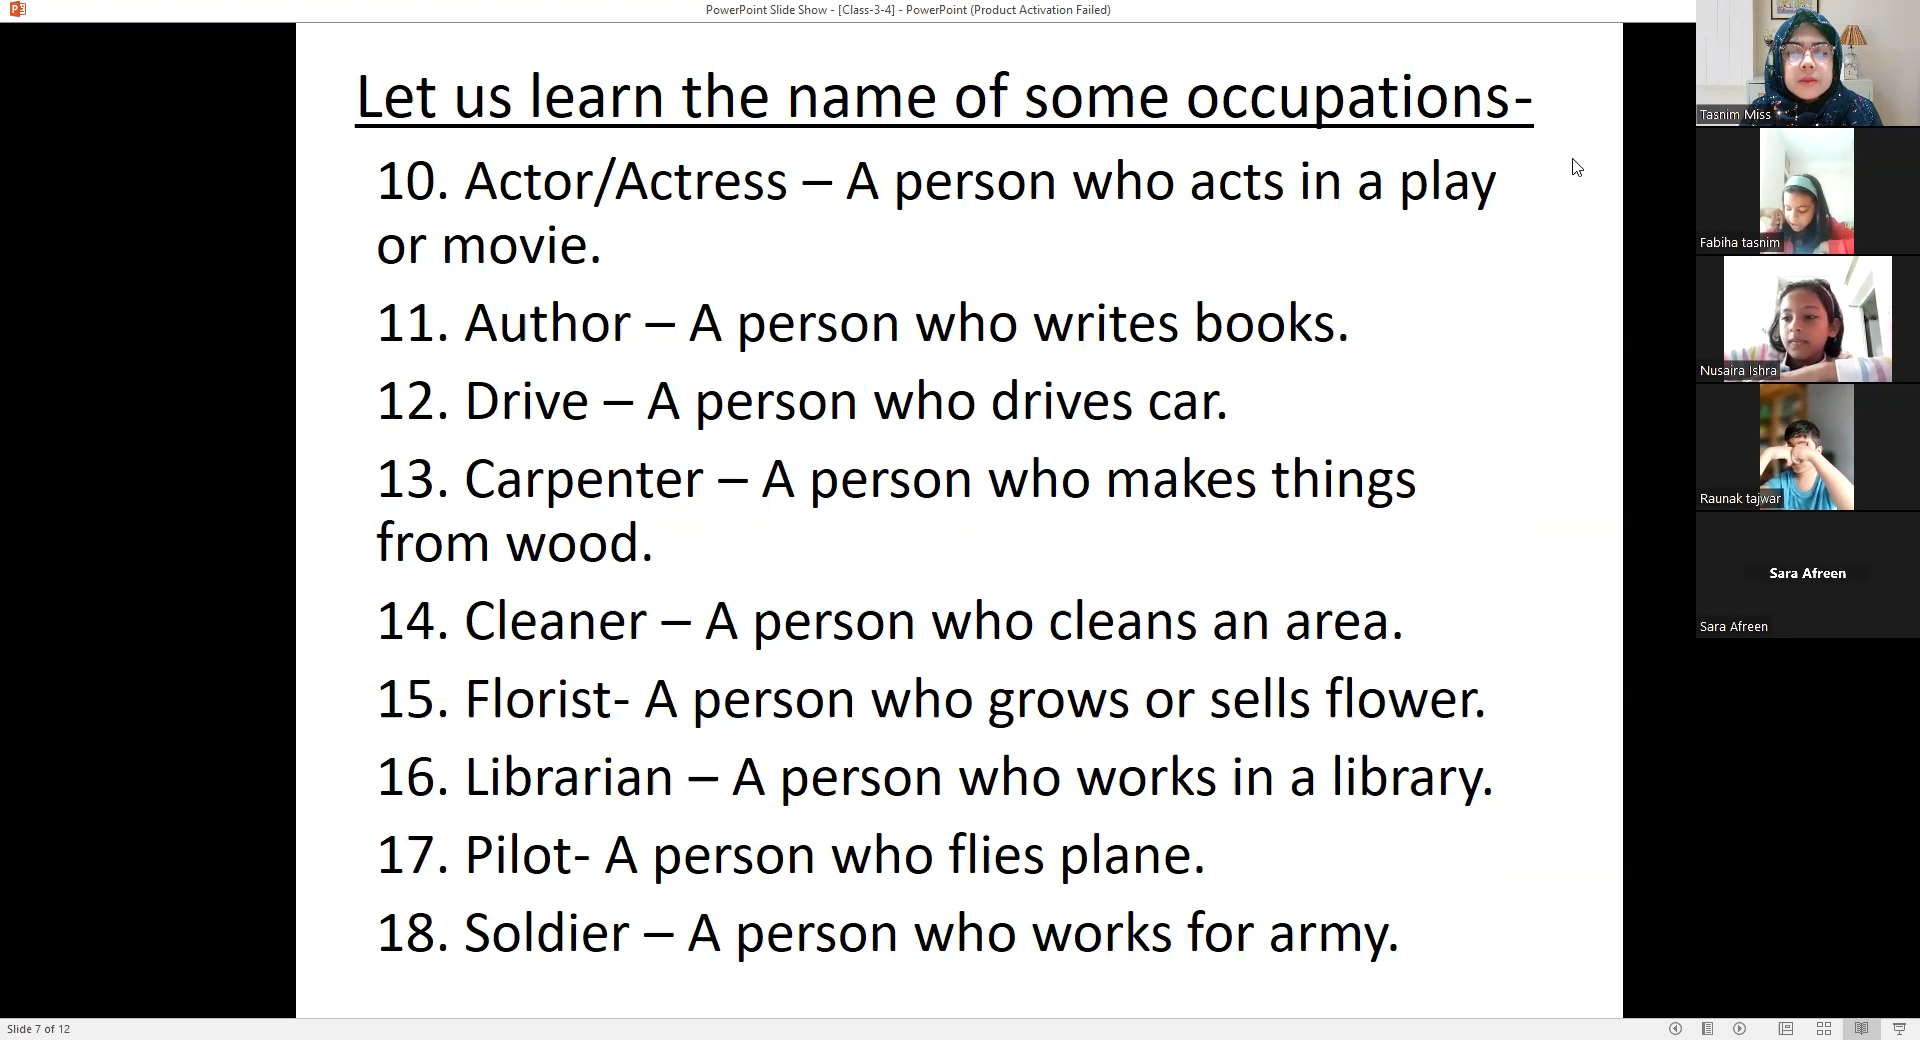 PowerPoint Slide Show - [Class-3-4] - PowerPoint (Product Activation Failed)
Let us learn the name of some occupations-
10. Actor/Actress – A person who acts in a play
or movie.
11. Author – A person who writes books.
12. Drive – A person who drives car.
13. Carpenter – A person who makes things
from wood.
14. Cleaner – A person who cleans an area.
15. Florist- A person who grows or sells flower.
16. Librarian – A person who works in a library.
17. Pilot- A person who flies plane.
18. Soldier – A person who works for army.
Tasnim Miss
Fabiha tasnim
Nusaira Ishra
Raunak tajwar
Sara Afreen
Sara Afreen
Slide 7 of 12